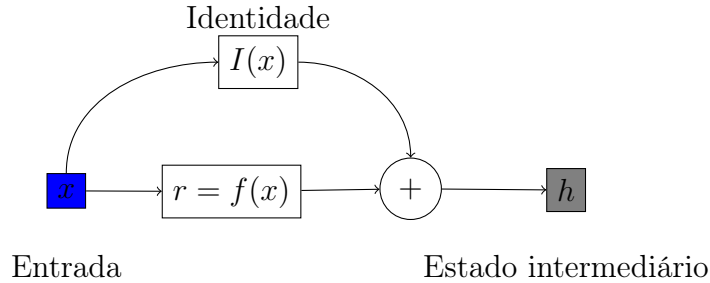 Identidade
I(x)
x
r = f(x)
+
h
Entrada
Estado intermediário